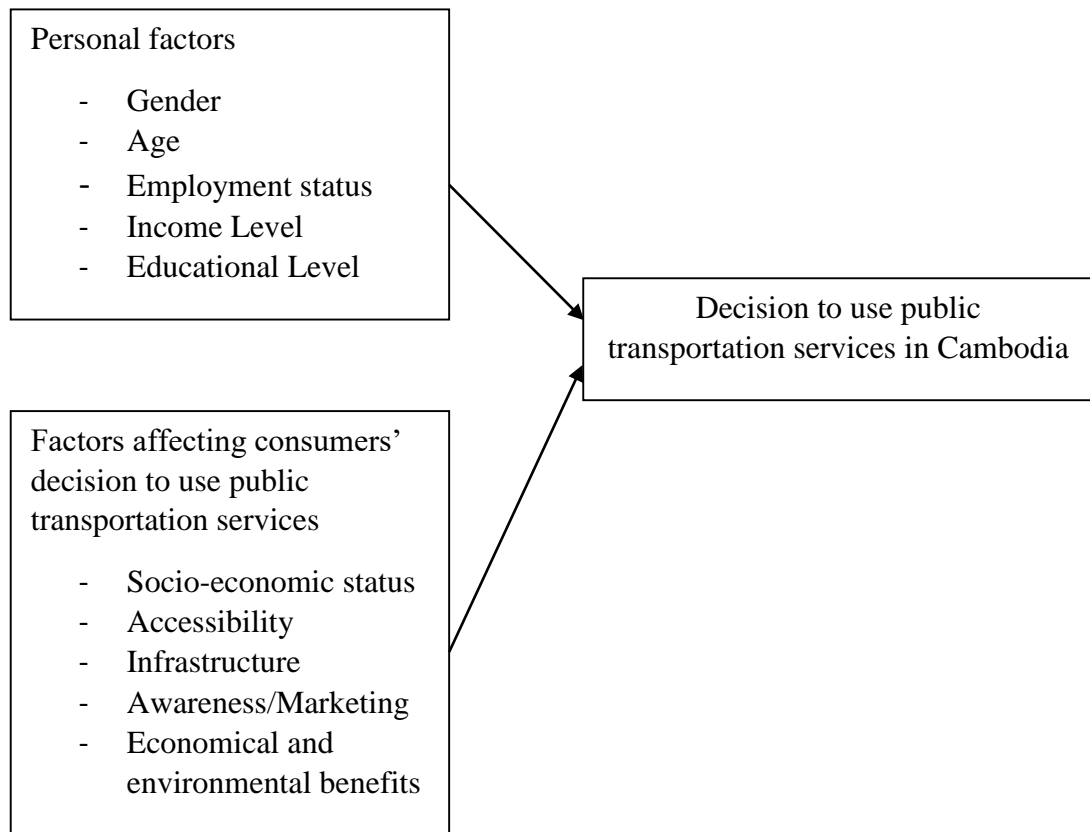 Personal factors
- Gender
- Age
- Employment status
- Income Level
- Educational Level
Decision to use public
transportation services in Cambodia
Factors affecting consumers’
decision to use public
transportation services
- Socio-economic status
- Accessibility
- Infrastructure
- Awareness/Marketing
- Economical and
environmental benefits